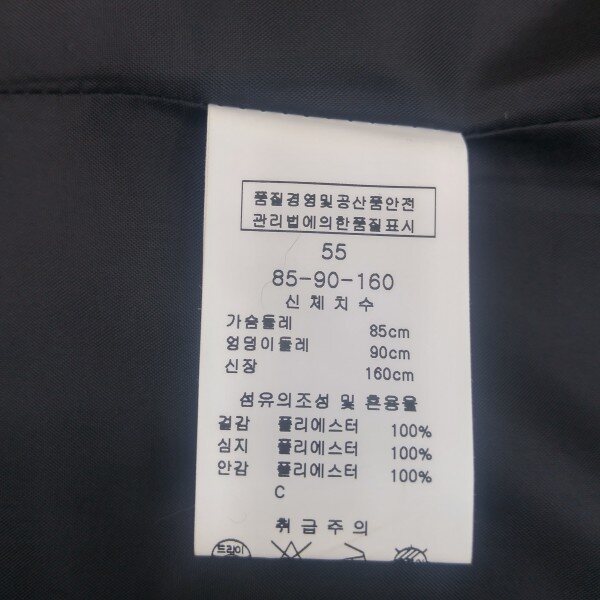 품질경영및공산품안전
관리법에의한품질표시
55
85-90-160
신체치수
가슴둘레 85cm
엉덩이둘레 90cm
신장 160cm
섬유의조성 및 혼용율
겉감 폴리에스터 100%
심지 폴리에스터 100%
안감 폴리에스터 100%
C
취급주의
드라이